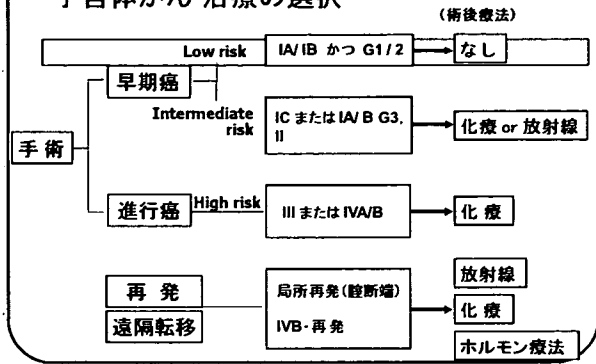 子宮体がん 治療の選択
(術後療法)
Low risk
IA/ IB かつ G1 / 2
なし
早期癌
Intermediate
risk
IC または IA/ B G3,
II
化療 or 放射線
手術
進行癌
High risk
III または IVA/B
化療
再発
遠隔転移
局所再発(腟断端)
IVB・再発
放射線
化療
ホルモン療法